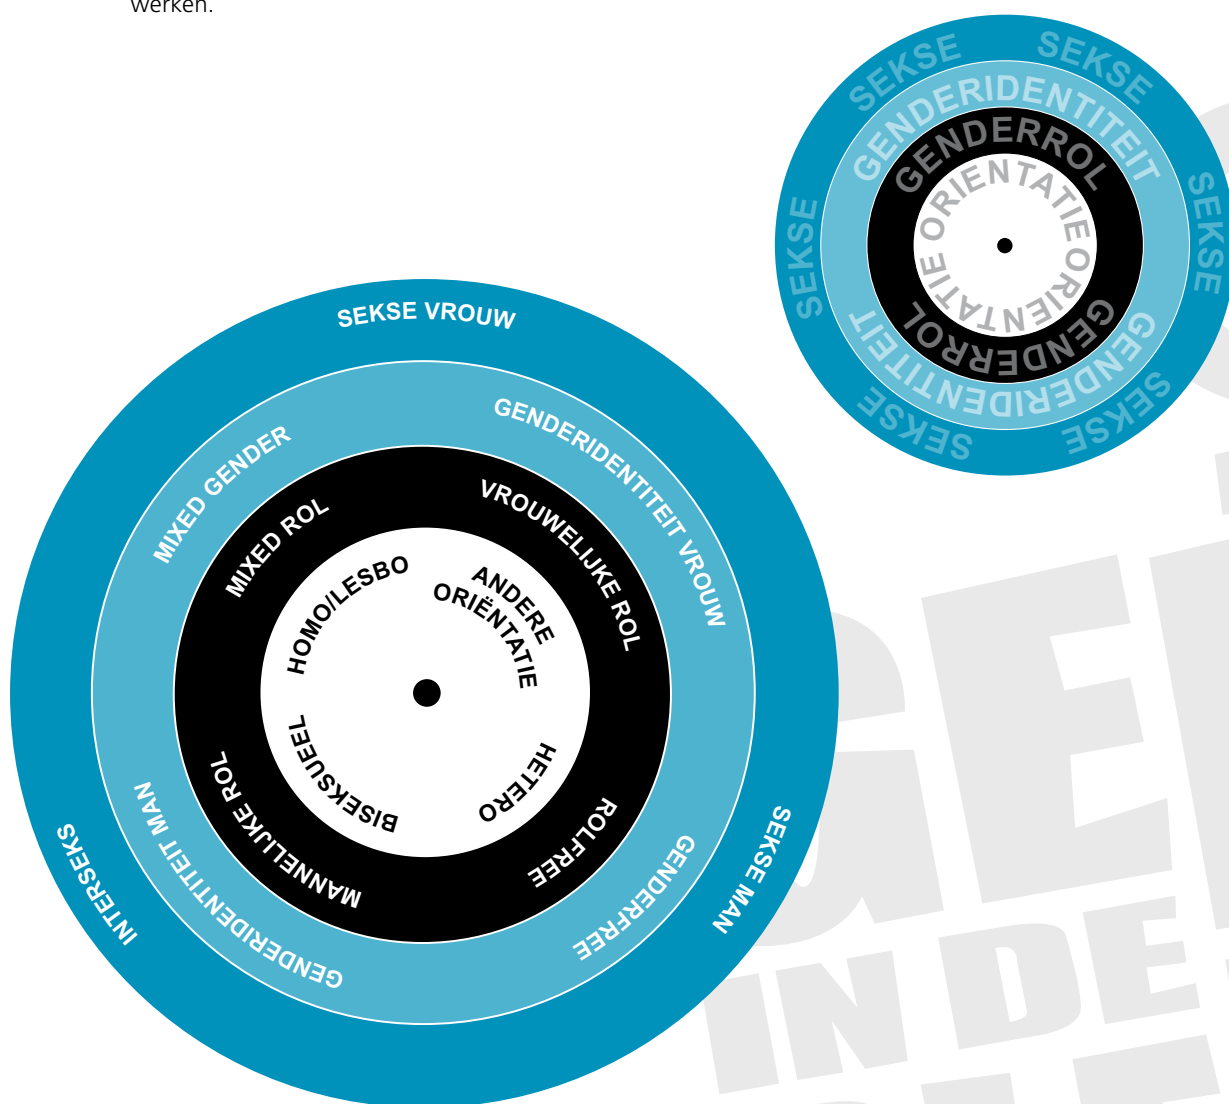 werken.
SEKSE
SEKSE
SEKSE
SEKSE
SEKSE
SEKSE
GENDERIDENTITEIT
GENDERIDENTITEIT
GENDERROL
GENDERROL
ORIENTATIE
ORIENTATIE
SEKSE VROUW
SEKSE MAN
INTERSEKS
MIXED GENDER
GENDERIDENTITEIT VROUW
GENDERFREE
GENDERIDENTITEIT MAN
MIXED ROL
VROUWELIJKE ROL
ROLFREE
MANNELIJKE ROL
HOMO/LESBO
ANDERE
ORIËNTATIE
HETERO
BISEKSUEEL
IN DE